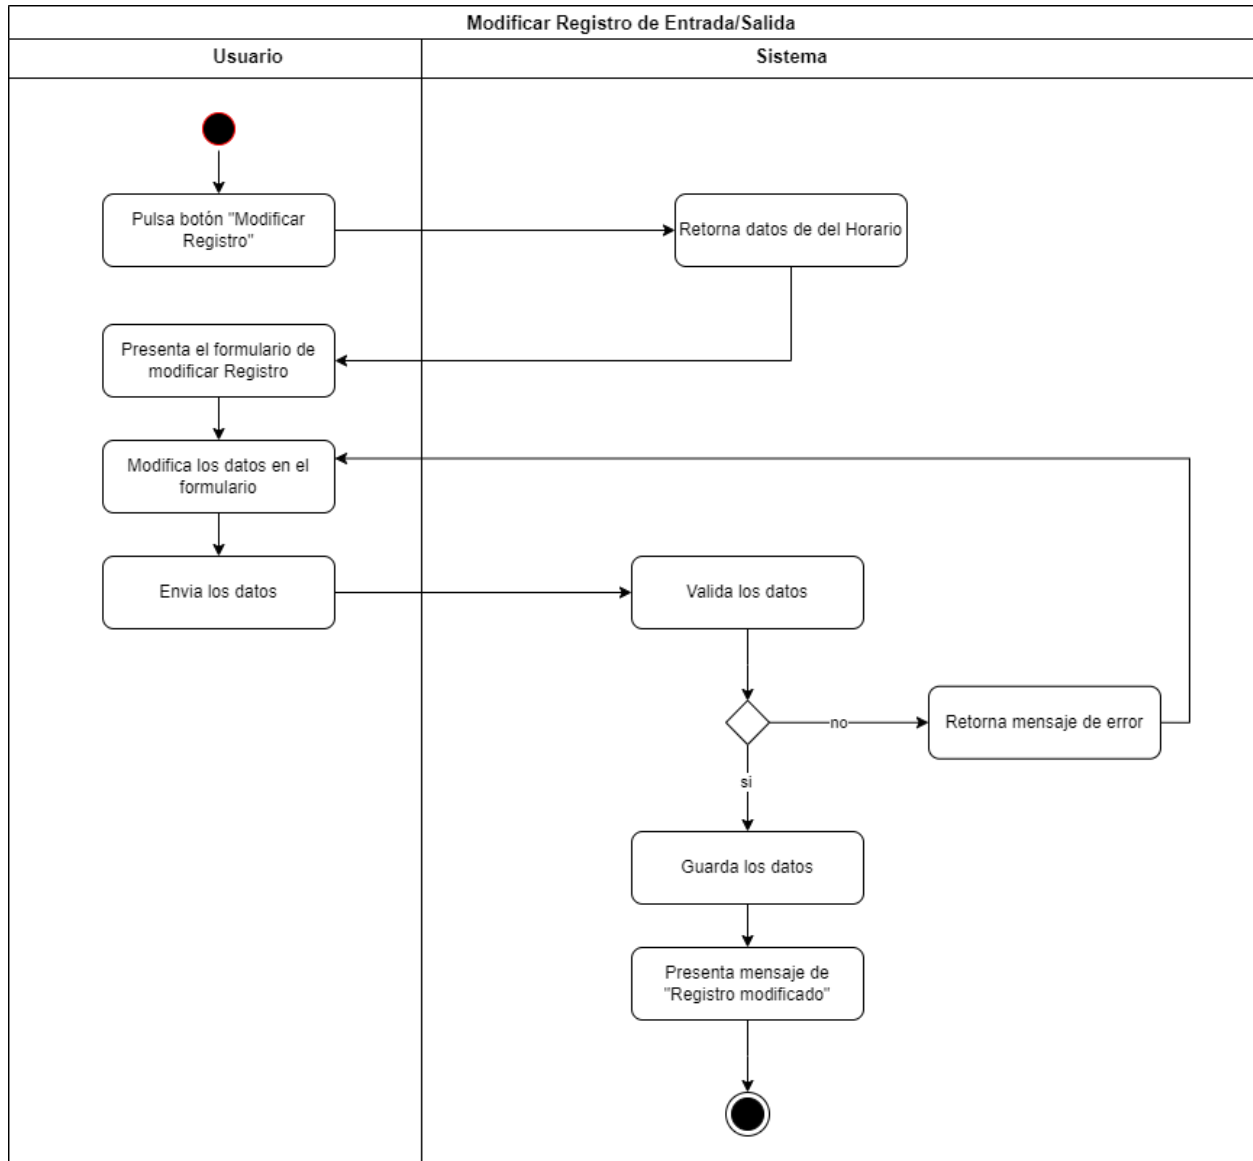 Modificar Registro de Entrada/Salida
Usuario
Sistema
Pulsa botón "Modificar
Registro"
Retorna datos de del Horario
Presenta el formulario de
modificar Registro
Modifica los datos en el
formulario
Envia los datos
Valida los datos
no
Retorna mensaje de error
si
Guarda los datos
Presenta mensaje de
"Registro modificado"